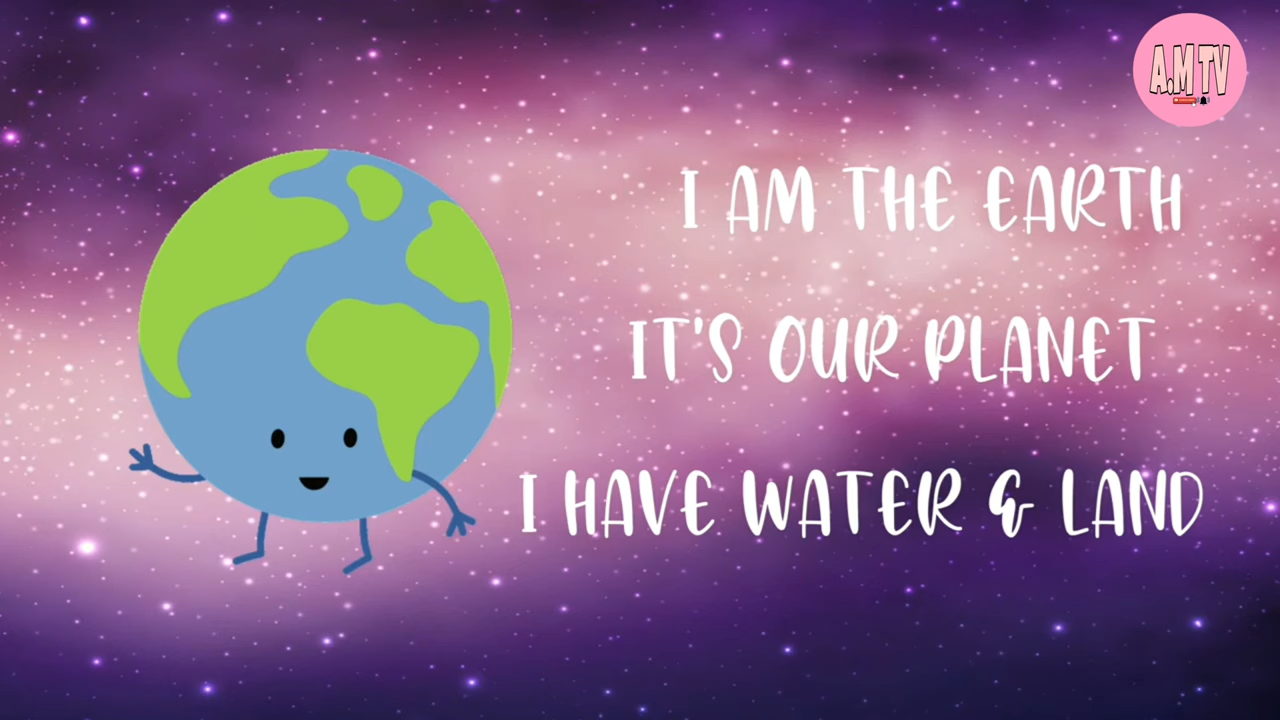 A.M TV
I AM THE EARTH
IT'S OUR PLANET
I HAVE WATER & LAND